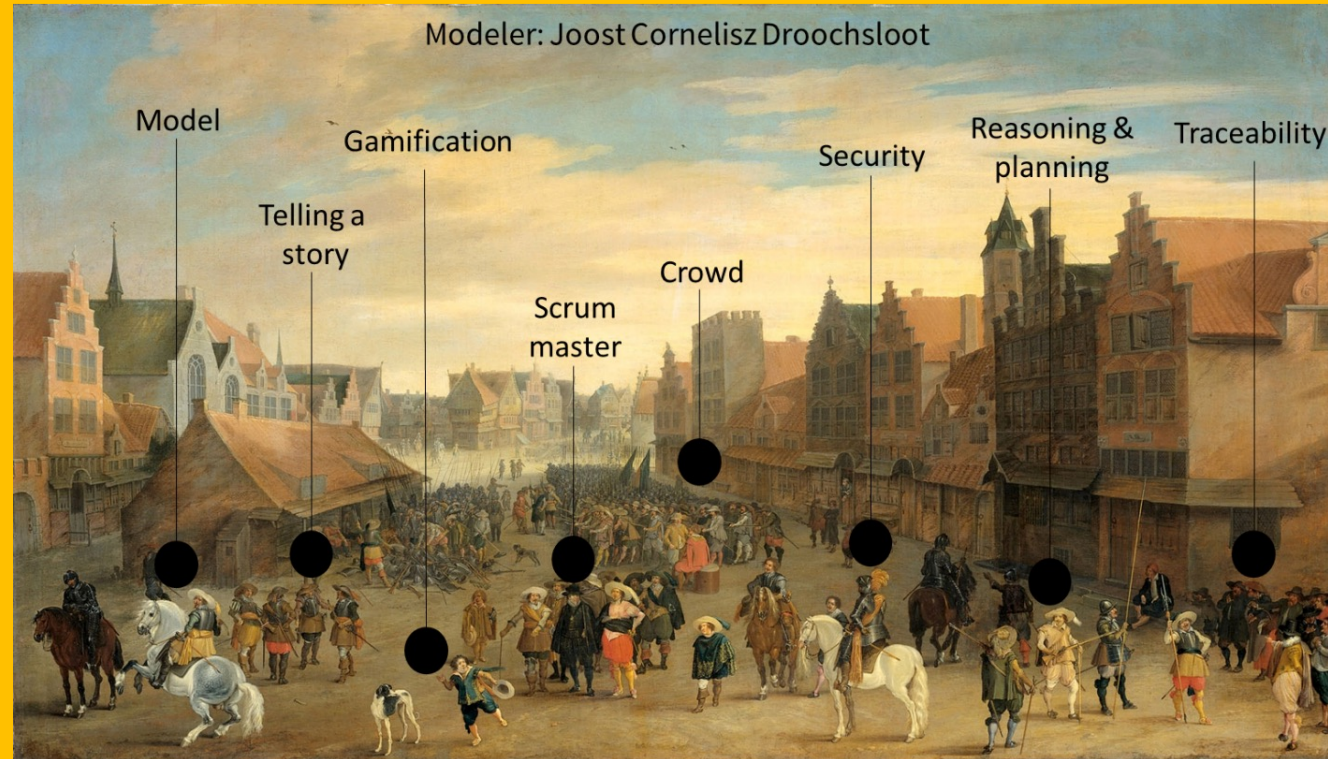 Modeler: Joost Cornelisz Droochsloot
Model
Gamification
Telling a
story
Scrum
master
Crowd
Security
Reasoning &
planning
Traceability